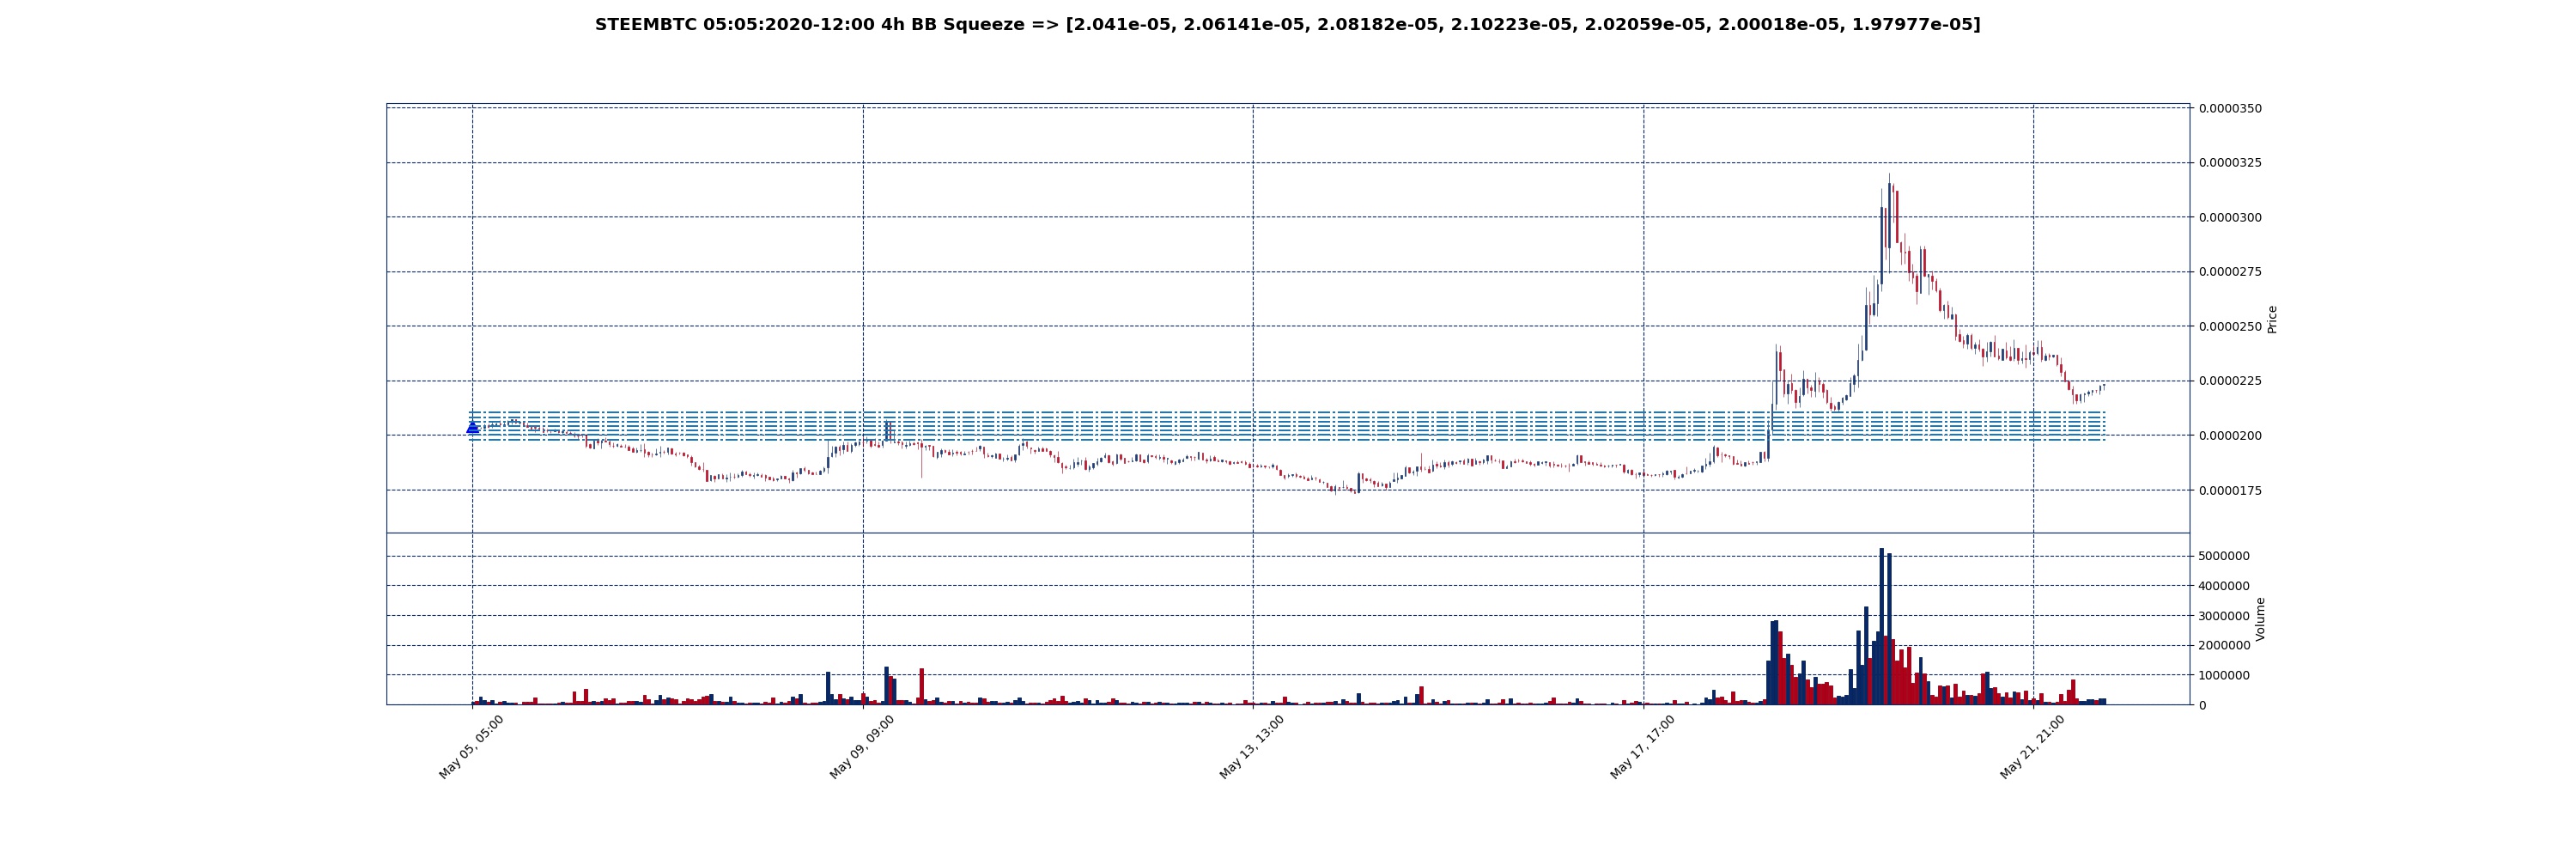 STEEMBTC 05:05:2020-12:00 4h BB Squeeze => [2.041e-05, 2.06141e-05, 2.08182e-05, 2.10223e-05, 2.02059e-05, 2.00018e-05, 1.97977e-05]
0.0000350
0.0000325
0.0000300
0.0000275
0.0000250
Price
0.0000225
0.0000200
0.0000175
5000000
4000000
3000000
Volume
2000000
1000000
0
May 05, 05:00
May 09, 09:00
May 13, 13:00
May 17, 17:00
May 21, 21:00